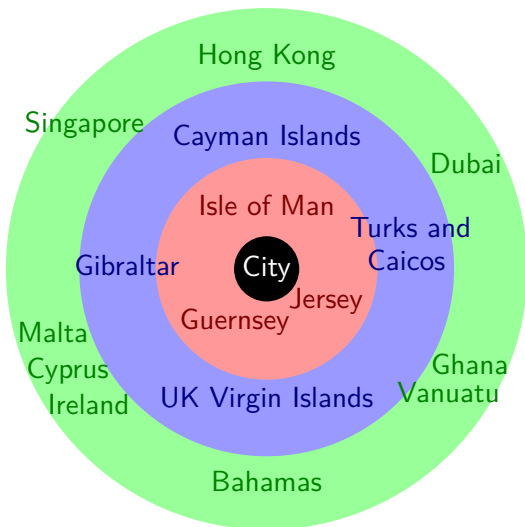 Hong Kong
Singapore
Cayman Islands
Dubai
Isle of Man
Turks and
Caicos
Gibraltar
City
Jersey
Guernsey
Malta
Cyprus
Ireland
Ghana
Vanuatu
UK Virgin Islands
Bahamas